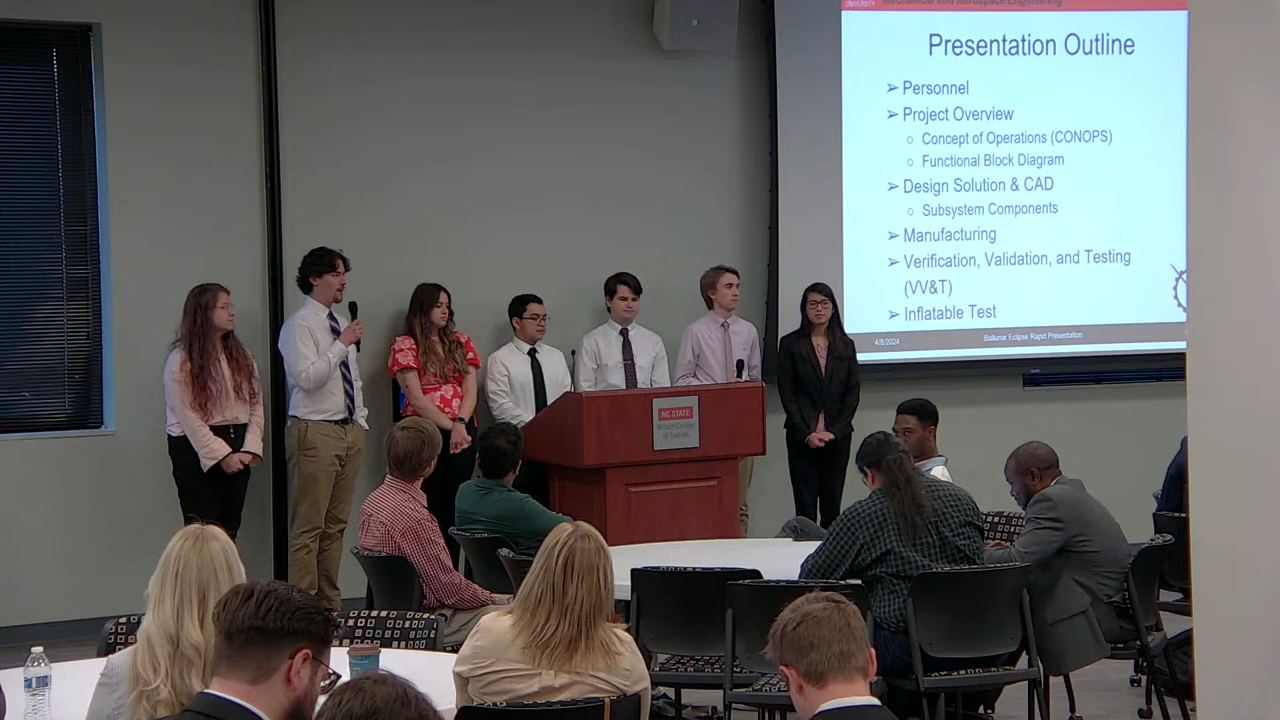 UNIVERSITY Mechanical and Aerospace Engineering
Presentation Outline
➢ Personnel
➢ Project Overview
○ Concept of Operations (CONOPS)
○ Functional Block Diagram
➢ Design Solution & CAD
○ Subsystem Components
➢ Manufacturing
➢ Verification, Validation, and Testing
(VV&T)
➢ Inflatable Test
4/8/2024 Ballunar Eclipse Rapid Presentation
NC STATE
Wilson College
of Textiles